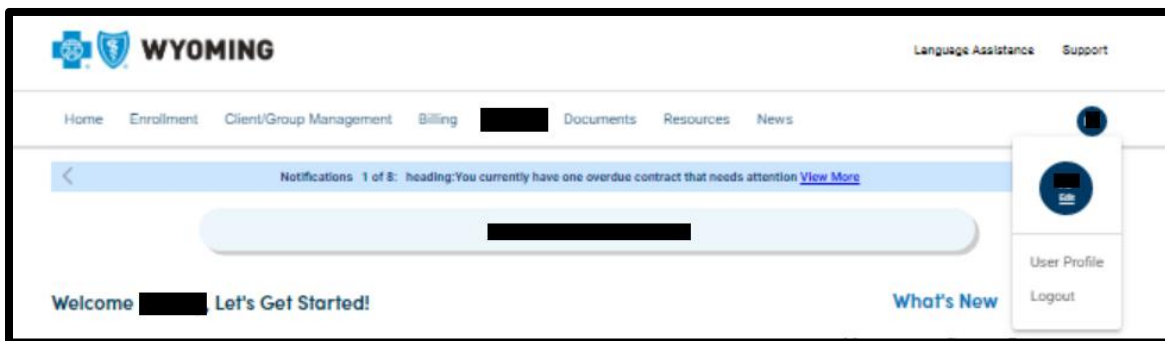 WYOMING
Language Assistance Support
Home Enrollment Client/Group Management Billing Documents Resources News
Notifications 1 of 8: heading:You currently have one overdue contract that needs attention View More
Edit
Welcome , Let's Get Started!
What's New
User Profile
Logout